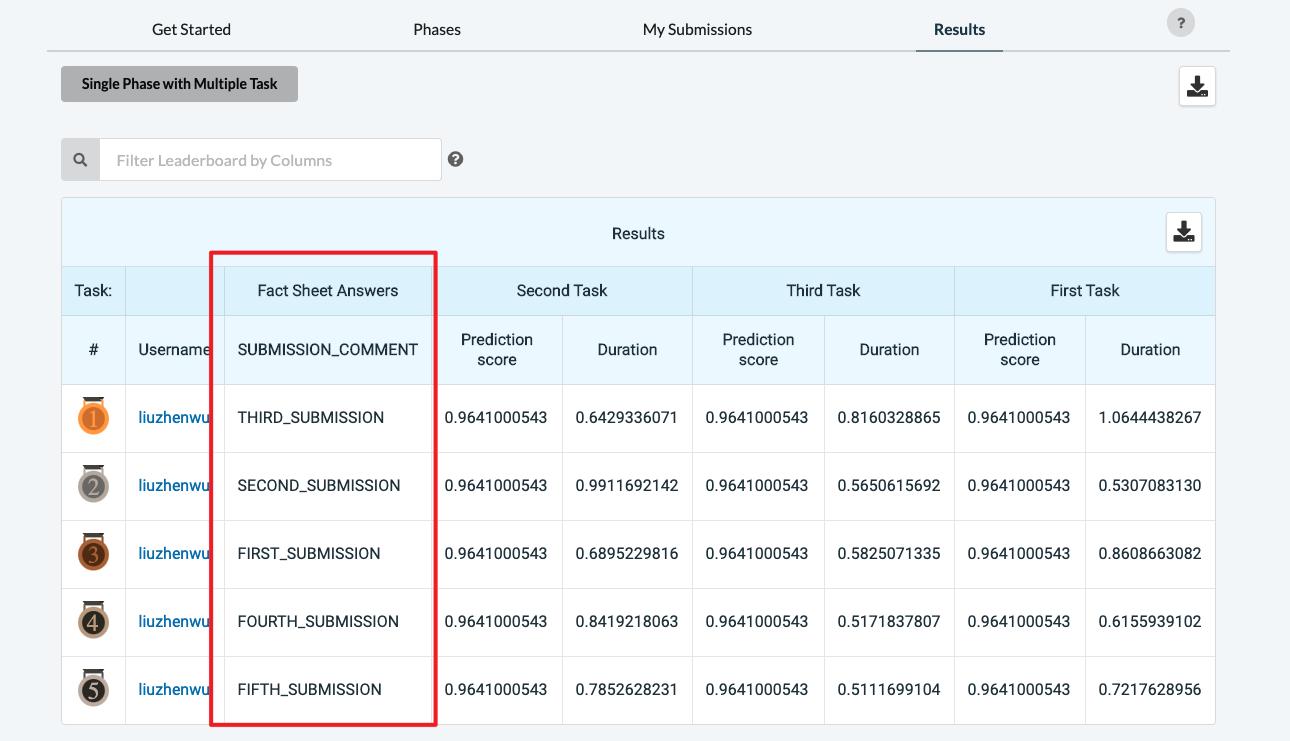 Get Started Phases My Submissions Results ?
Single Phase with Multiple Task
Filter Leaderboard by Columns ?
Results
Task: Fact Sheet Answers Second Task Third Task First Task
# Username SUBMISSION_COMMENT Prediction score Duration Prediction score Duration Prediction score Duration
1 liuzhenwu THIRD_SUBMISSION 0.9641000543 0.6429336071 0.9641000543 0.8160328865 0.9641000543 1.0644438267
2 liuzhenwu SECOND_SUBMISSION 0.9641000543 0.9911692142 0.9641000543 0.5650615692 0.9641000543 0.5307083130
3 liuzhenwu FIRST_SUBMISSION 0.9641000543 0.6895229816 0.9641000543 0.5825071335 0.9641000543 0.8608663082
4 liuzhenwu FOURTH_SUBMISSION 0.9641000543 0.8419218063 0.9641000543 0.5171837807 0.9641000543 0.6155939102
5 liuzhenwu FIFTH_SUBMISSION 0.9641000543 0.7852628231 0.9641000543 0.5111699104 0.9641000543 0.7217628956